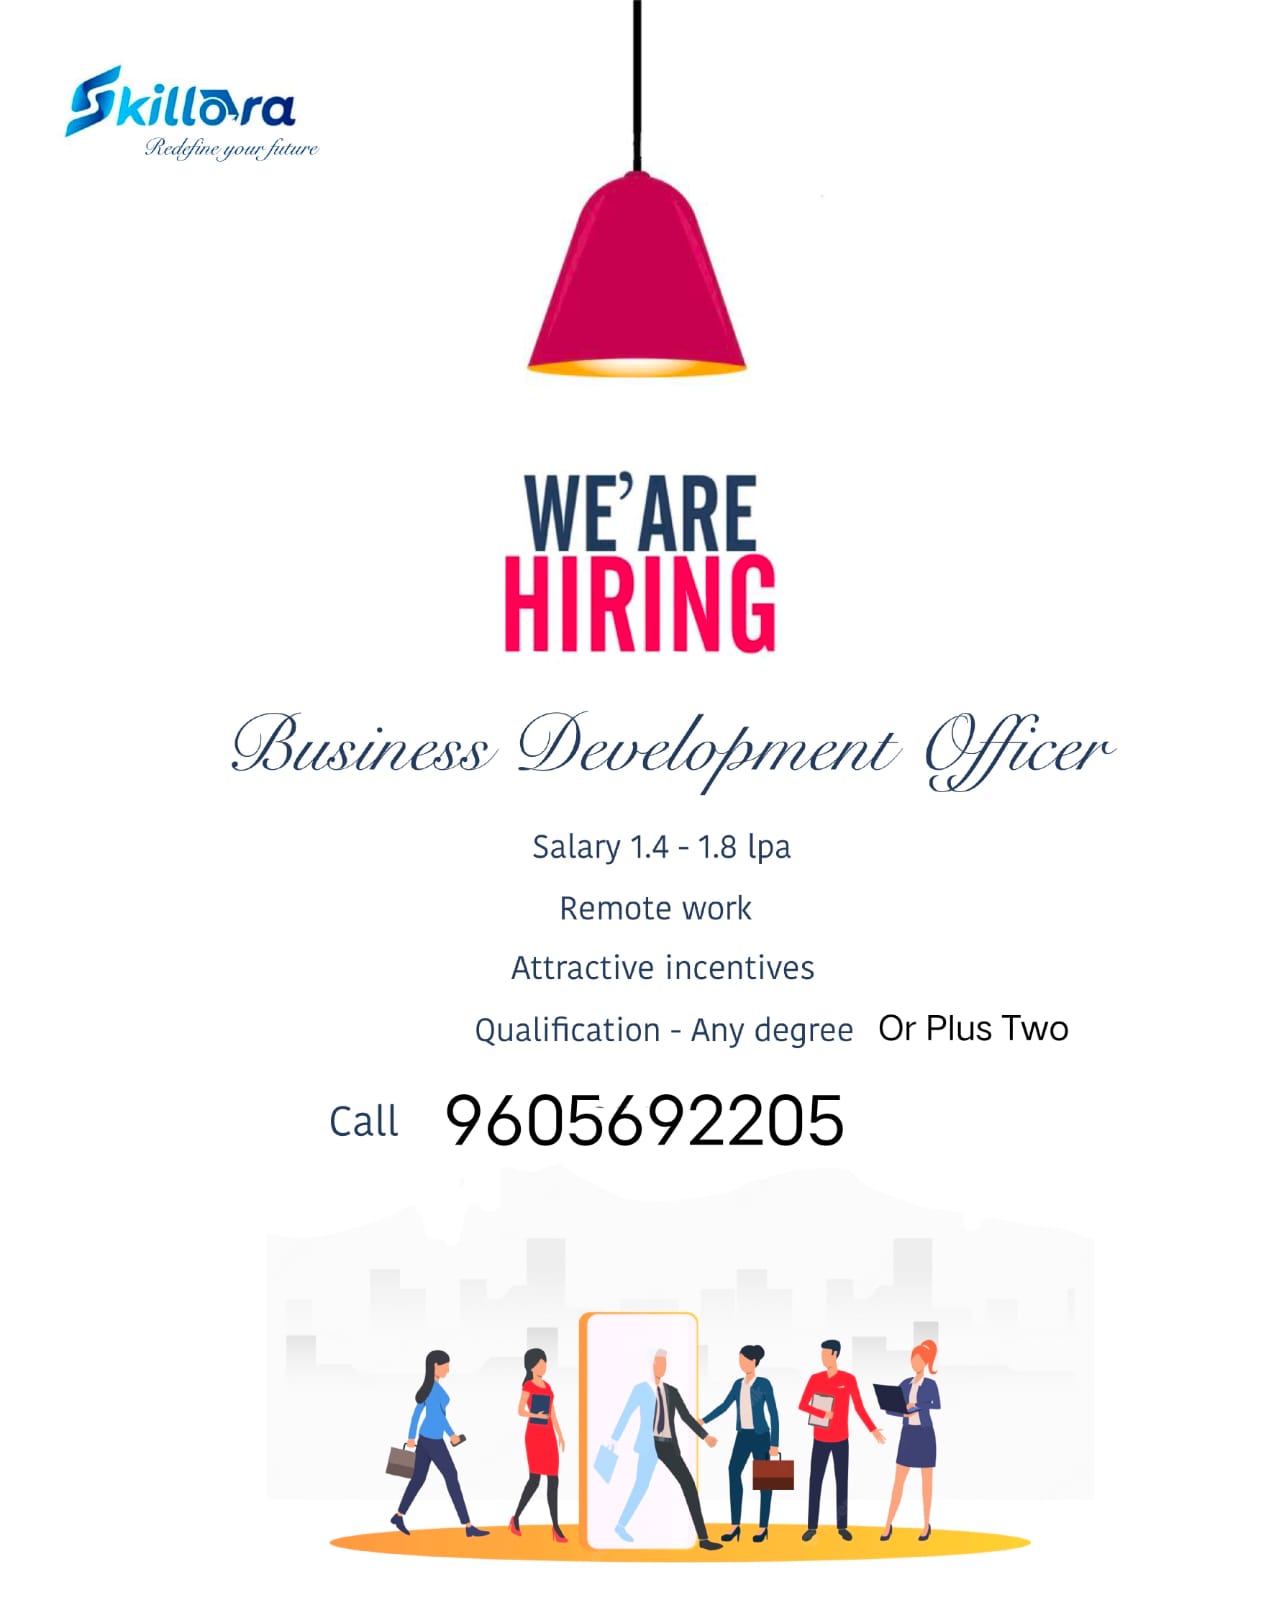 Skillora
Redefine your future
WE’ARE
HIRING
Business Development Officer
Salary 1.4 - 1.8 lpa
Remote work
Attractive incentives
Qualification - Any degree Or Plus Two
Call 9605692205